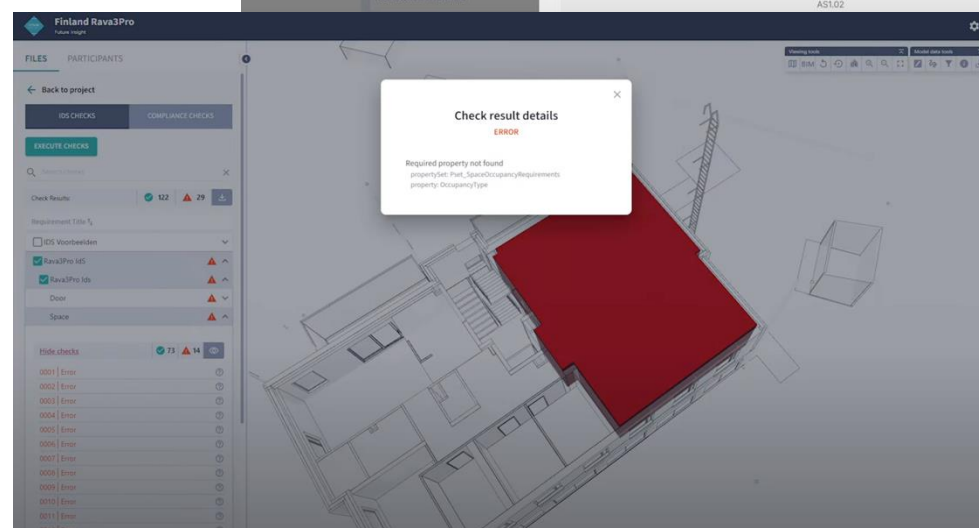 AS1.02
Finland Rava3Pro
Future Insight
FILES PARTICIPANTS
Viewing tools Model data tools
BIM
Back to project
IDS CHECKS COMPLIANCE CHECKS
EXECUTE CHECKS
Check Results: 122 29
Requirement Title
IDS Voorbeelden
Rava3Pro IdS
Rava3Pro Ids
Door
Space
Hide checks 73 14
0001 | Error
0002 | Error
0003 | Error
0004 | Error
0005 | Error
0006 | Error
0007 | Error
0008 | Error
0009 | Error
0010 | Error
0011 | Error
Check result details
ERROR
Required property not found
propertySet: Pset_SpaceOccupancyRequirements
property: OccupancyType